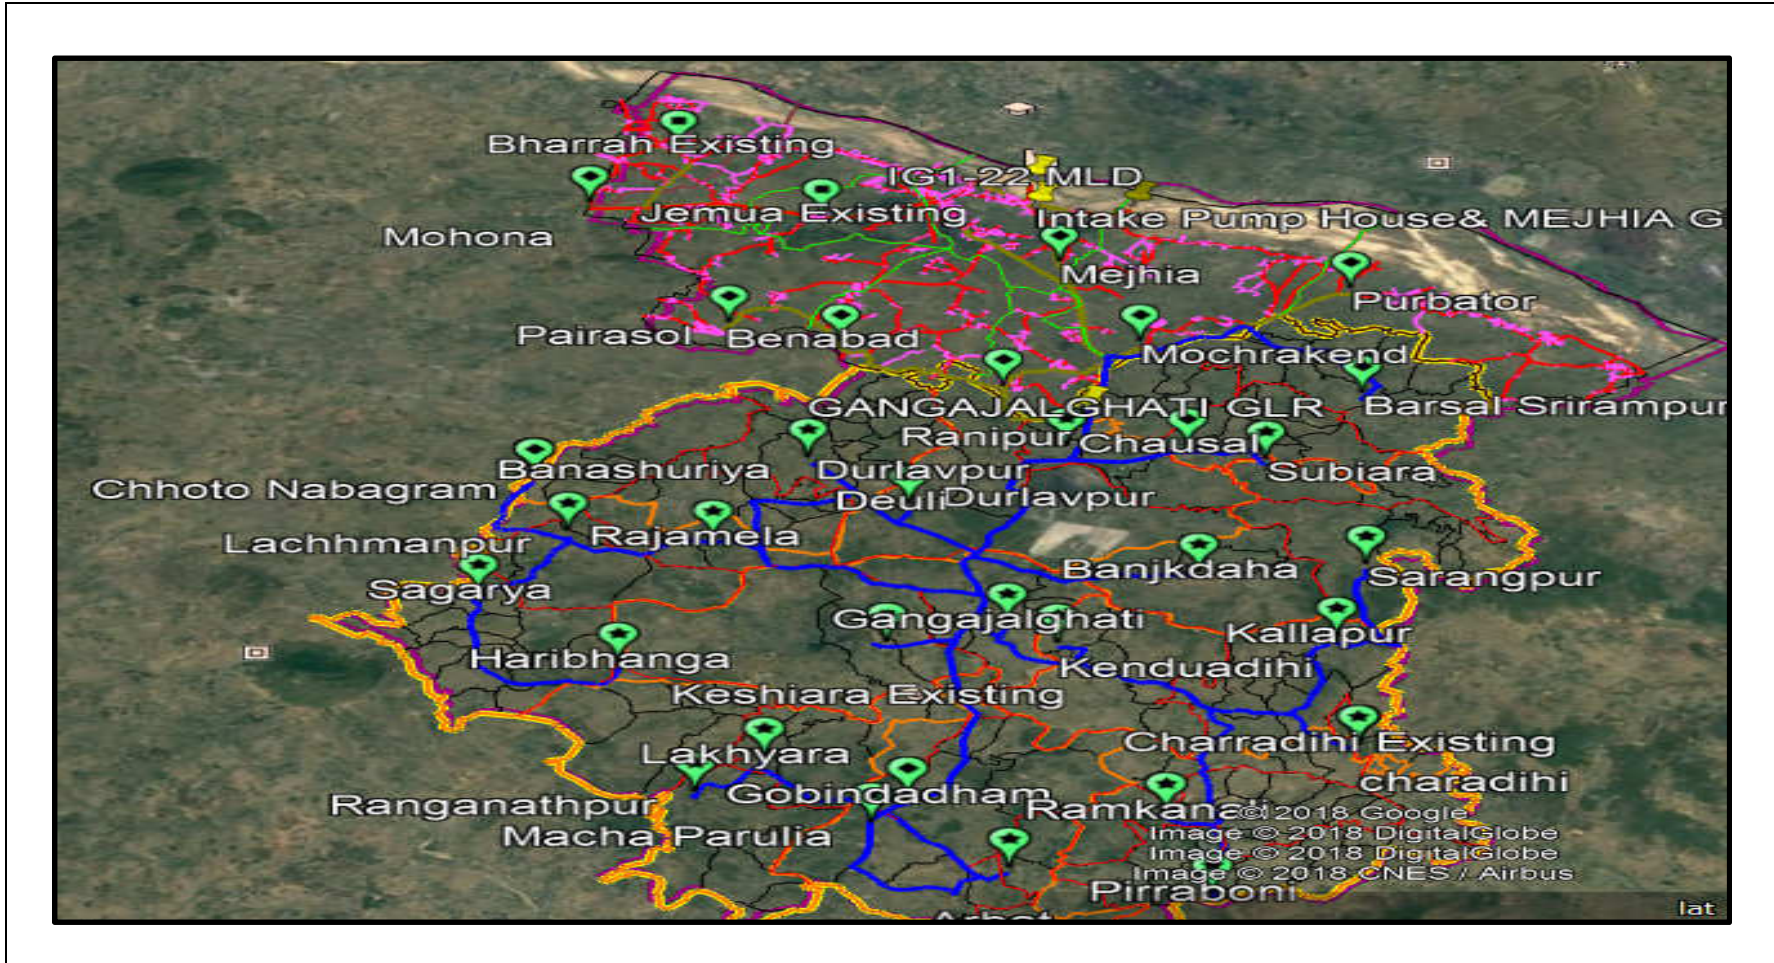 Bharrah Existing
IG1-22 MLD
Jemua Existing
Intake Pump House& MEJHIA G
Mohona
Mejhia
Purbator
Pairasol
Benabad
Mochrakend
GANGAJALGHATI GLR
Barsal Srirampur
Ranipur
Chausal
Banashuriya
Durlavpur
Subiara
Chhoto Nabagram
Deuli
Durlavpur
Rajamela
Lachhmanpur
Banjkdaha
Sarangpur
Sagarya
Gangajalghati
Kallapur
Haribhanga
Kenduadihi
Keshiara Existing
Charradihi Existing
Lakhyara
charadihi
Gobindadham
Ranganathpur
Ramkana
© 2018 Google
Macha Parulia
Image © 2018 DigitalGlobe
Image © 2018 DigitalGlobe
Image © 2018 CNES / Airbus
Pirraboni
lat